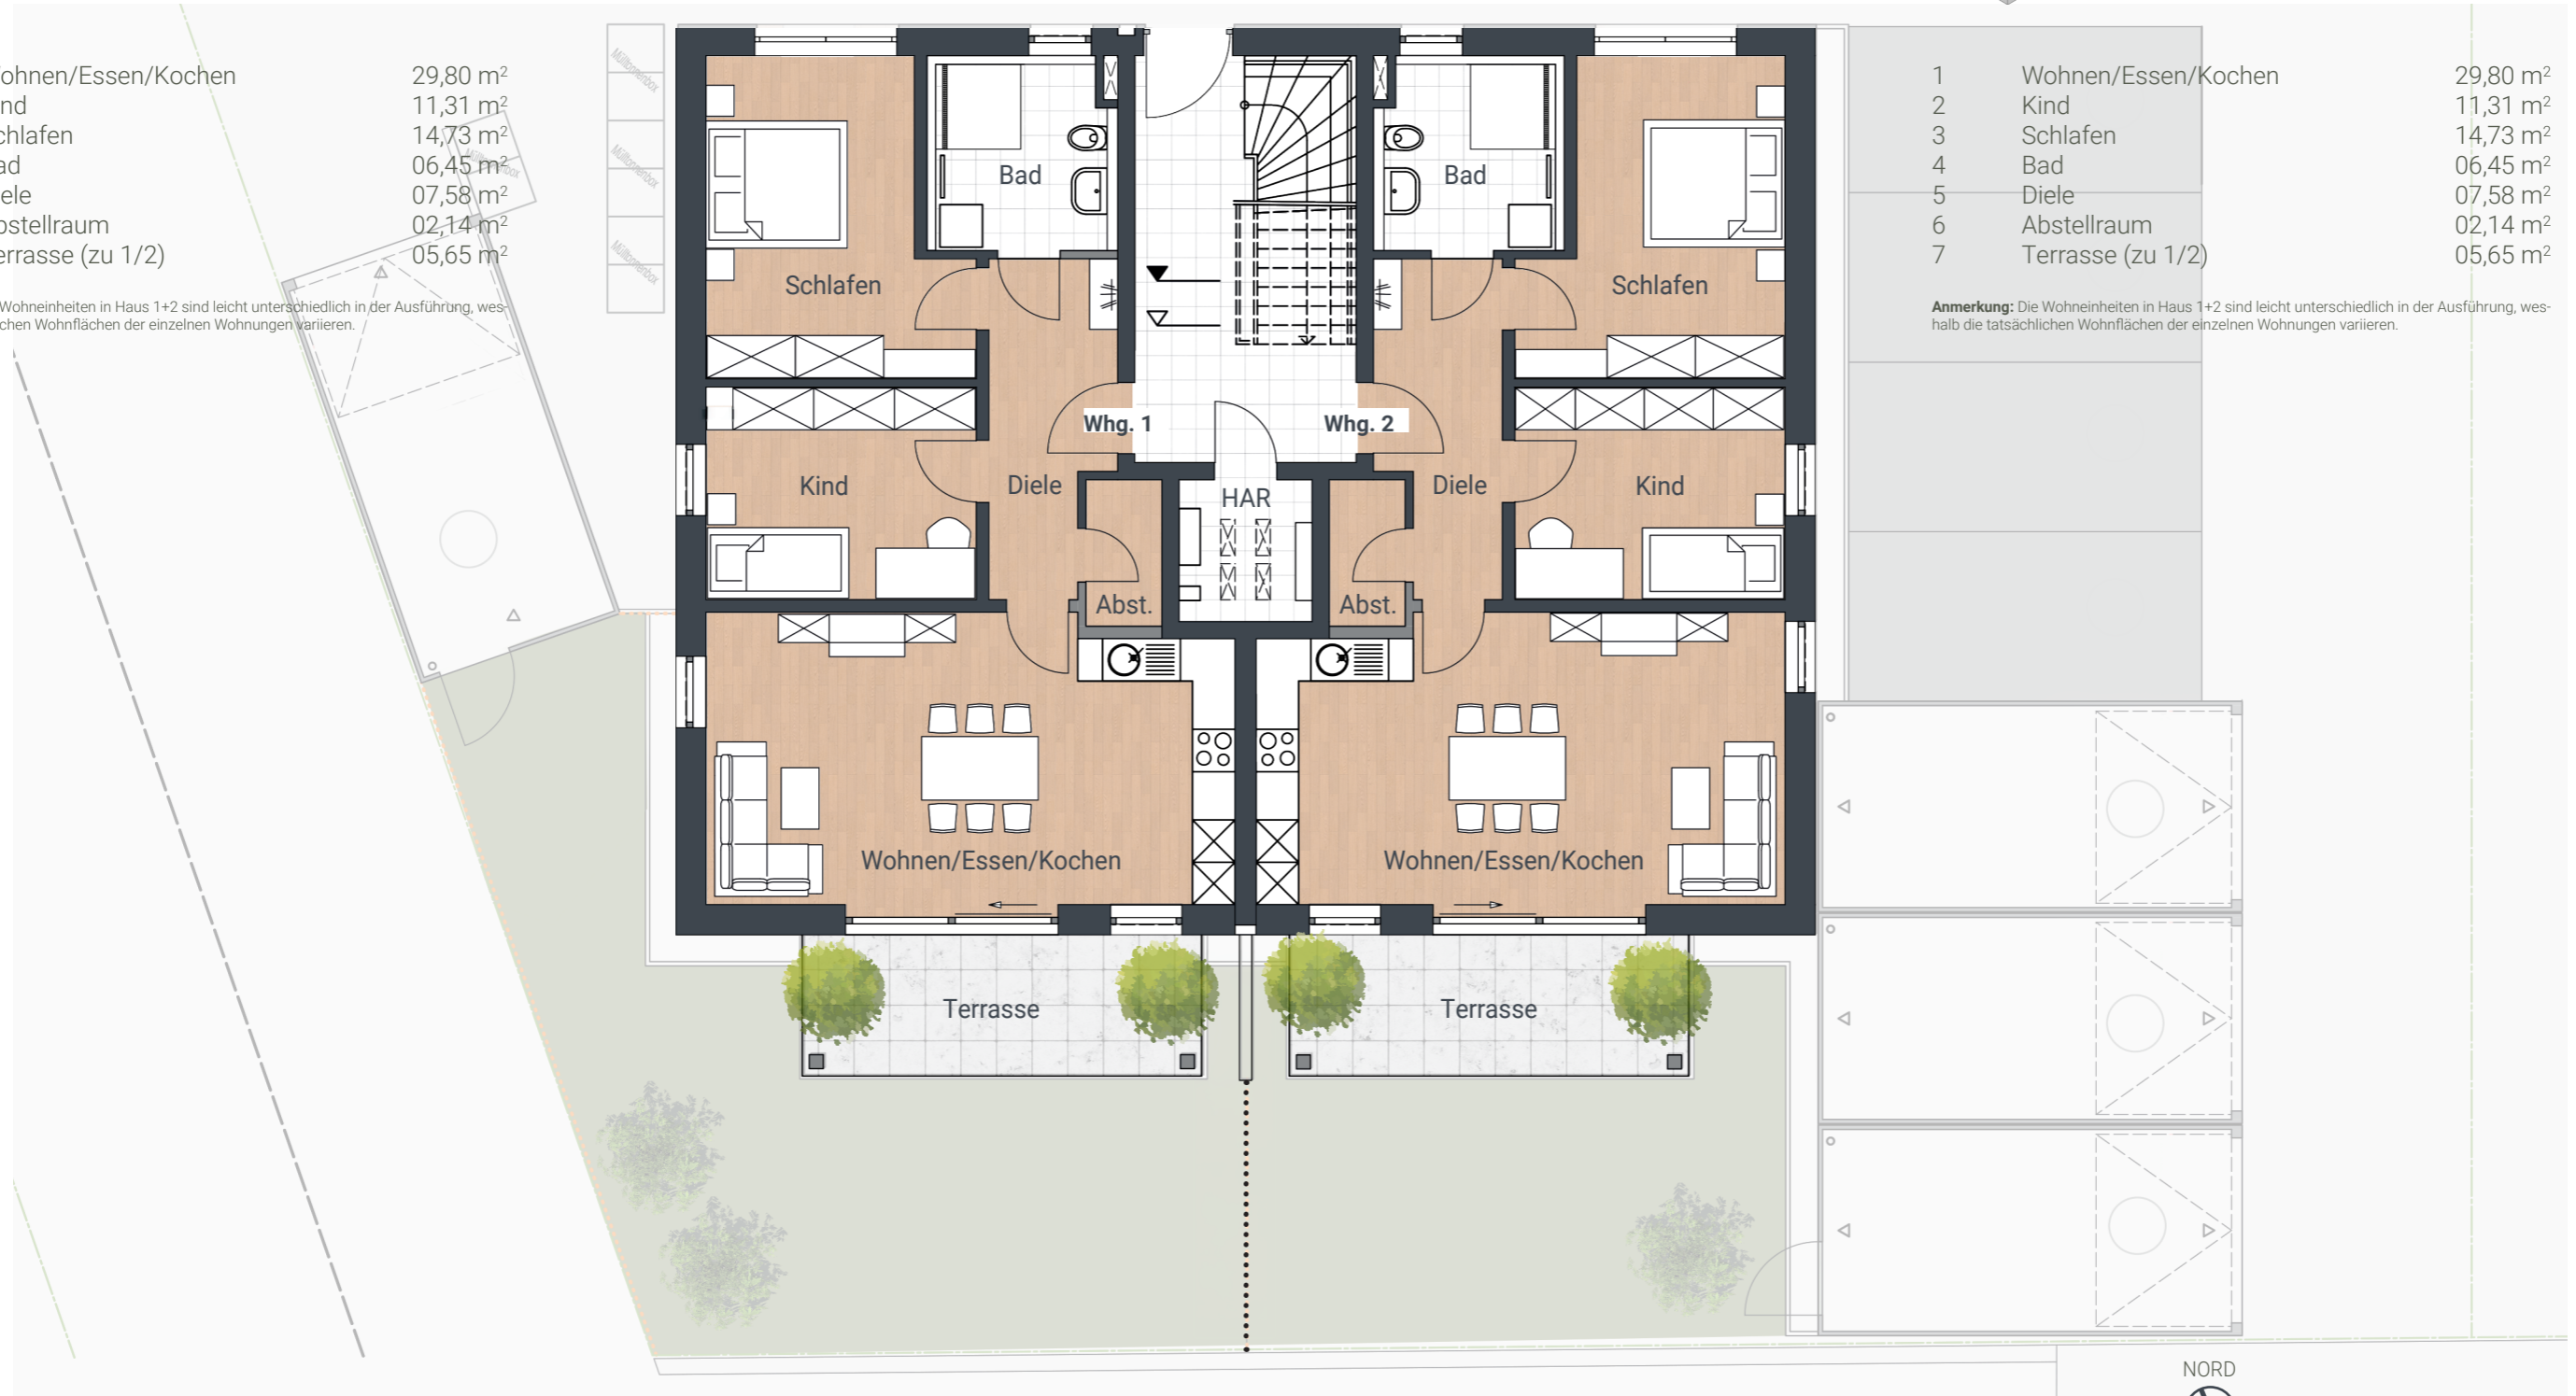 ohnen/Essen/Kochen 29,80 m²
ind 11,31 m²
chlafen 14,73 m²
ad 06,45 m²
iele 07,58 m²
bstellraum 02,14 m²
errasse (zu 1/2) 05,65 m²
Wohneinheiten in Haus 1+2 sind leicht unterschiedlich in der Ausführung, wes-
chen Wohnflächen der einzelnen Wohnungen variieren.
Mülltonnenbox
Mülltonnenbox
Mülltonnenbox
Mülltonnenbox
1 Wohnen/Essen/Kochen 29,80 m²
2 Kind 11,31 m²
3 Schlafen 14,73 m²
4 Bad 06,45 m²
5 Diele 07,58 m²
6 Abstellraum 02,14 m²
7 Terrasse (zu 1/2) 05,65 m²
Anmerkung: Die Wohneinheiten in Haus 1+2 sind leicht unterschiedlich in der Ausführung, wes-
halb die tatsächlichen Wohnflächen der einzelnen Wohnungen variieren.
Bad Bad
Schlafen Schlafen
Whg. 1 Whg. 2
Kind Diele HAR Diele Kind
Abst. Abst.
Wohnen/Essen/Kochen Wohnen/Essen/Kochen
Terrasse Terrasse
NORD